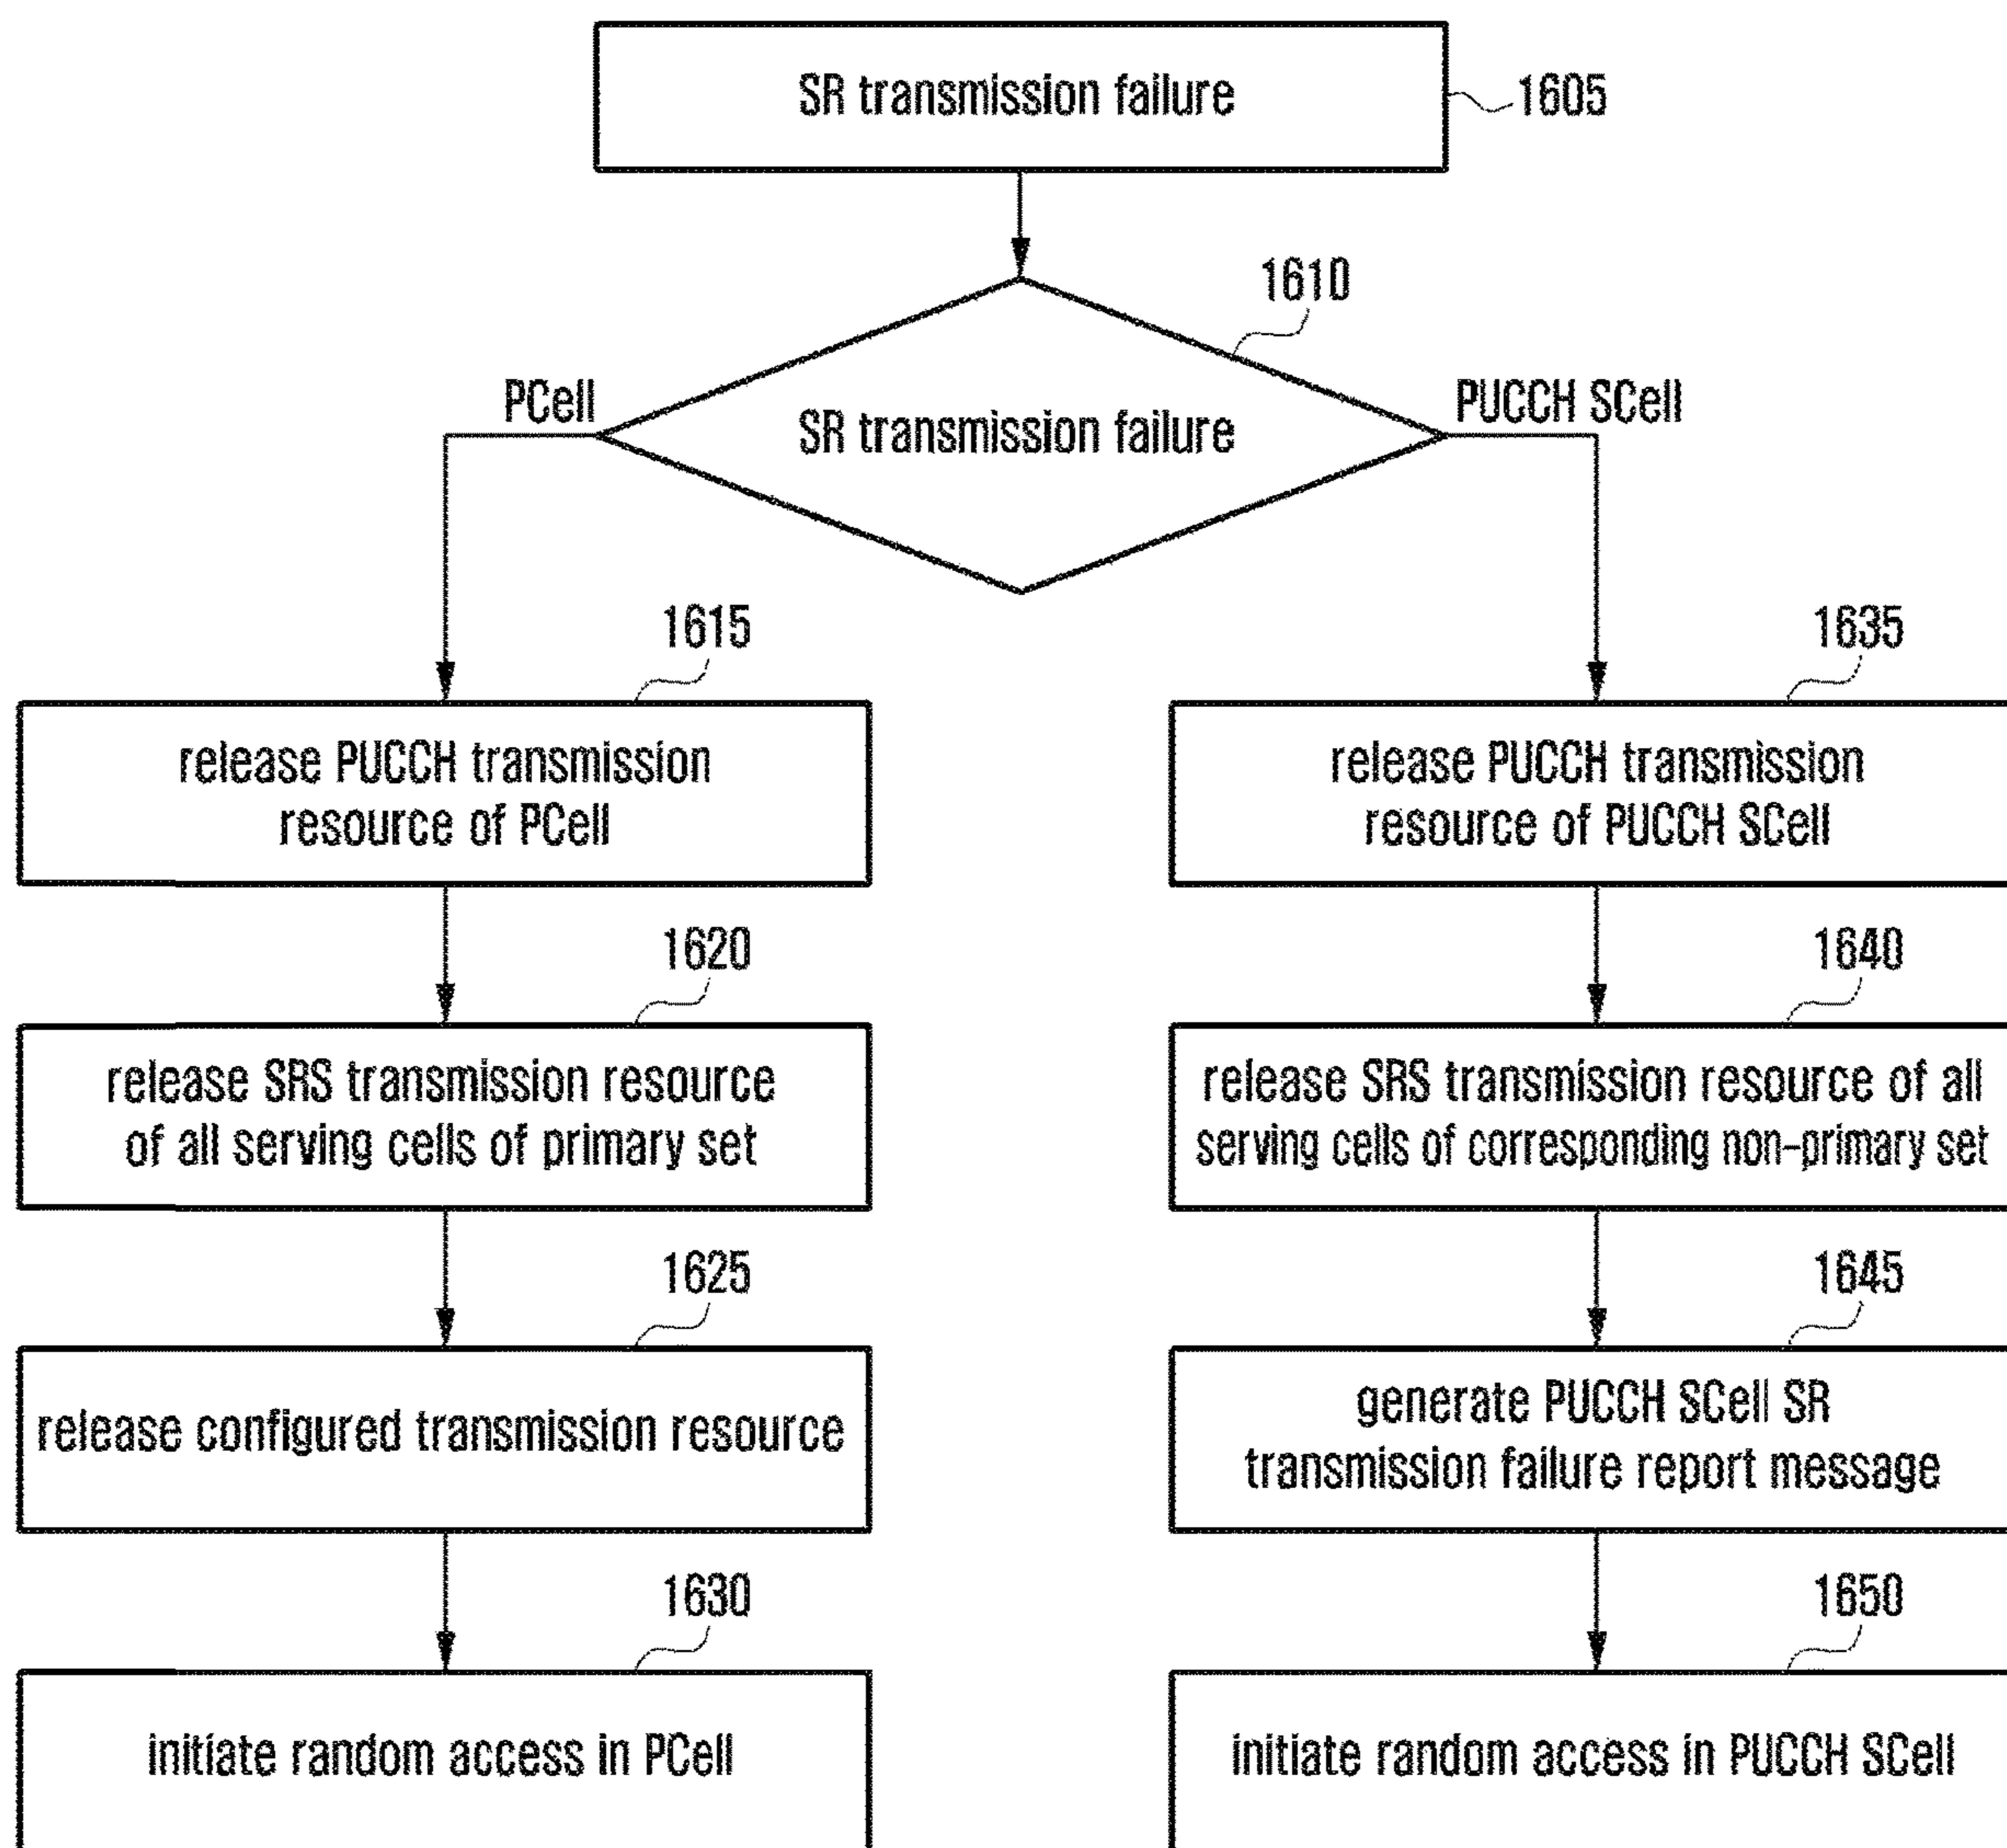 SR transmission failure
1605
1610
PCell
PUCCH SCell
SR transmission failure
1615
release PUCCH transmission
resource of PCell
1620
release SRS transmission resource
of all serving cells of primary set
1625
release configured transmission resource
1630
initiate random access in PCell
1635
release PUCCH transmission
resource of PUCCH SCell
1640
release SRS transmission resource of all
serving cells of corresponding non-primary set
1645
generate PUCCH SCell SR
transmission failure report message
1650
initiate random access in PUCCH SCell